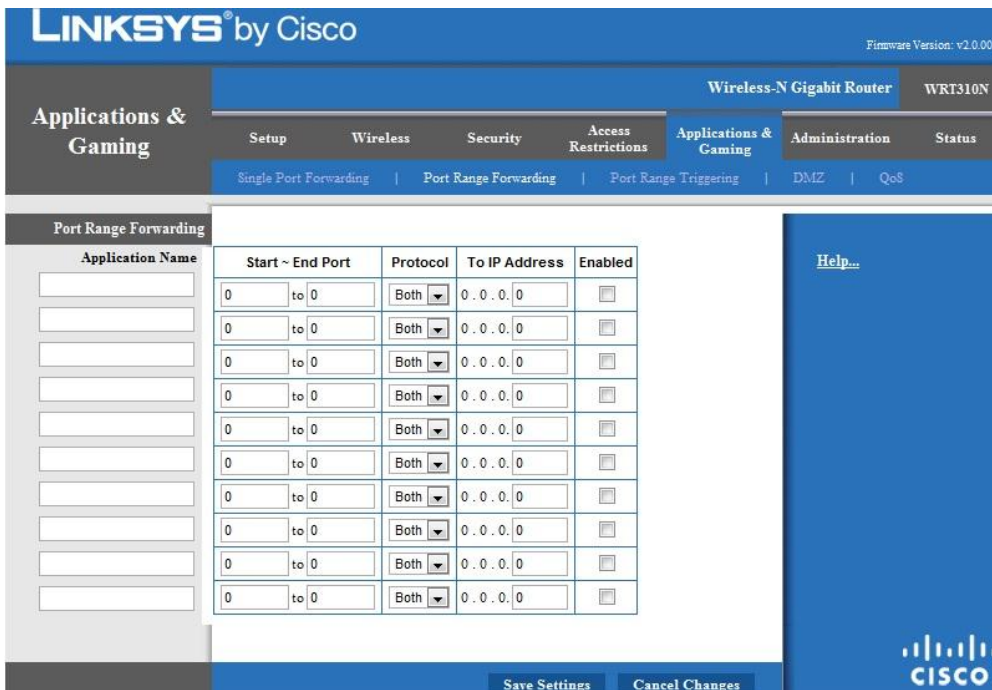 LINKSYS® by Cisco
Firmware Version: v2.0.00
Wireless-N Gigabit Router WRT310N
Applications & Gaming
Setup Wireless Security Access Restrictions Applications & Gaming Administration Status
Single Port Forwarding | Port Range Forwarding | Port Range Triggering | DMZ | QoS
Port Range Forwarding
Application Name Start ~ End Port Protocol To IP Address Enabled
Help...
0 to 0 Both 0 . 0 . 0. 0
0 to 0 Both 0 . 0 . 0. 0
0 to 0 Both 0 . 0 . 0. 0
0 to 0 Both 0 . 0 . 0. 0
0 to 0 Both 0 . 0 . 0. 0
0 to 0 Both 0 . 0 . 0. 0
0 to 0 Both 0 . 0 . 0. 0
0 to 0 Both 0 . 0 . 0. 0
0 to 0 Both 0 . 0 . 0. 0
0 to 0 Both 0 . 0 . 0. 0
Save Settings Cancel Changes
CISCO